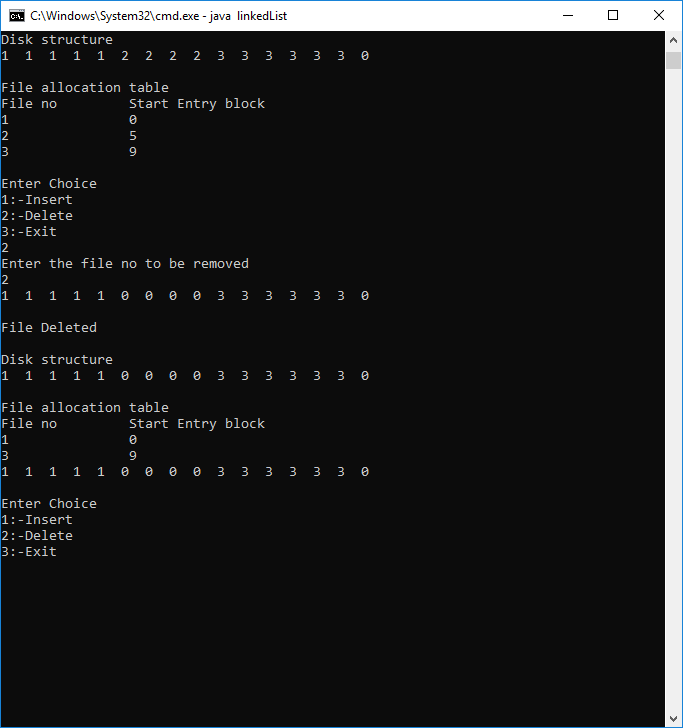 C:\Windows\System32\cmd.exe - java  linkedList
Disk structure
1  1  1  1  1  2  2  2  2  3  3  3  3  3  3  0

File allocation table
File no         Start Entry block
1               0
2               5
3               9

Enter Choice
1:-Insert
2:-Delete
3:-Exit
2
Enter the file no to be removed
2
1  1  1  1  1  0  0  0  0  3  3  3  3  3  3  0

File Deleted

Disk structure
1  1  1  1  1  0  0  0  0  3  3  3  3  3  3  0

File allocation table
File no         Start Entry block
1               0
3               9
1  1  1  1  1  0  0  0  0  3  3  3  3  3  3  0

Enter Choice
1:-Insert
2:-Delete
3:-Exit